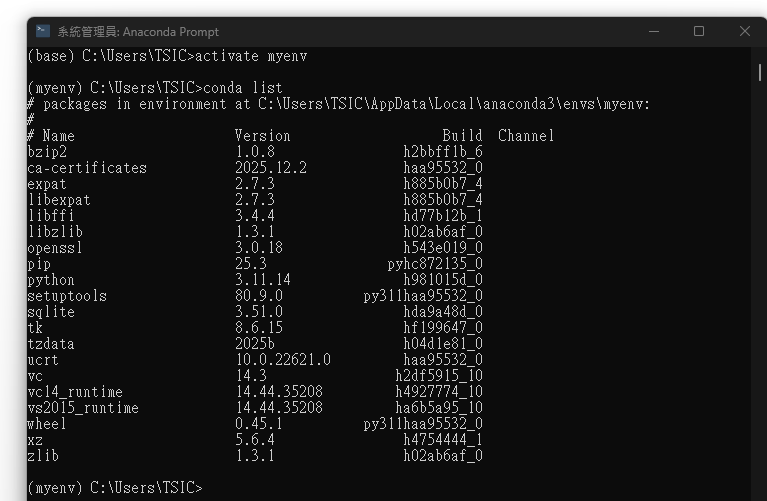 系統管理員: Anaconda Prompt
(base) C:\Users\TSIC>activate myenv
(myenv) C:\Users\TSIC>conda list
# packages in environment at C:\Users\TSIC\AppData\Local\anaconda3\envs\myenv:
#
# Name Version Build Channel
bzip2 1.0.8 h2bbff1b_6
ca-certificates 2025.12.2 haa95532_0
expat 2.7.3 h885b0b7_4
libexpat 2.7.3 h885b0b7_4
libffi 3.4.4 hd77b12b_1
libzlib 1.3.1 h02ab6af_0
openssl 3.0.18 h543e019_0
pip 25.3 pyhc872135_0
python 3.11.14 h981015d_0
setuptools 80.9.0 py311haa95532_0
sqlite 3.51.0 hda9a48d_0
tk 8.6.15 hf199647_0
tzdata 2025b h04d1e81_0
ucrt 10.0.22621.0 haa95532_0
vc 14.3 h2df5915_10
vc14_runtime 14.44.35208 h4927774_10
vs2015_runtime 14.44.35208 ha6b5a95_10
wheel 0.45.1 py311haa95532_0
xz 5.6.4 h4754444_1
zlib 1.3.1 h02ab6af_0
(myenv) C:\Users\TSIC>